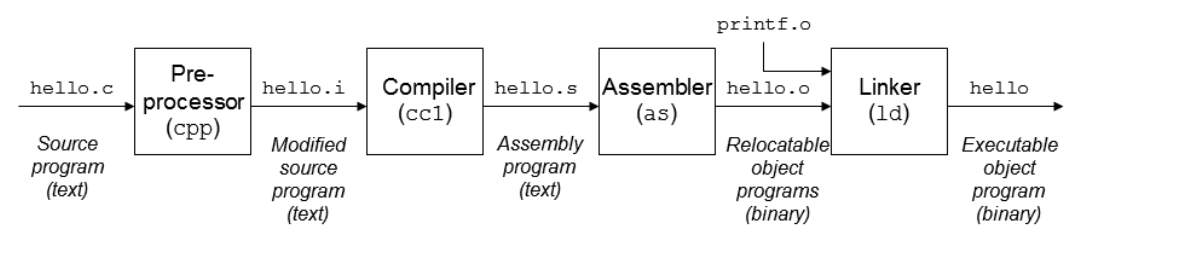 printf.o
hello.c
Pre-
processor
(cpp)
hello.i
Compiler
(cc1)
hello.s
Assembler
(as)
hello.o
Linker
(ld)
hello
Source
program
(text)
Modified
source
program
(text)
Assembly
program
(text)
Relocatable
object
programs
(binary)
Executable
object
program
(binary)